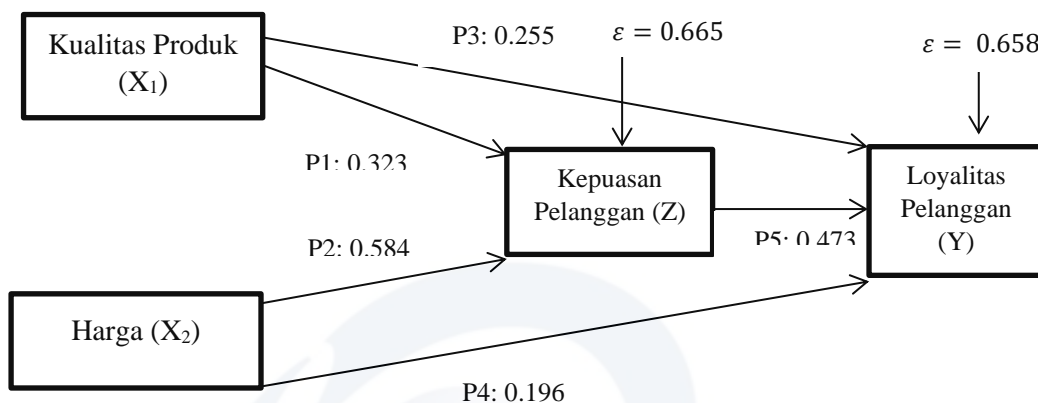 Kualitas Produk
(X₁)
P3: 0.255
ε = 0.665
ε = 0.658
P1: 0.323
Kepuasan
Pelanggan (Z)
Loyalitas
Pelanggan
(Y)
P2: 0.584
P5: 0.473
Harga (X₂)
P4: 0.196